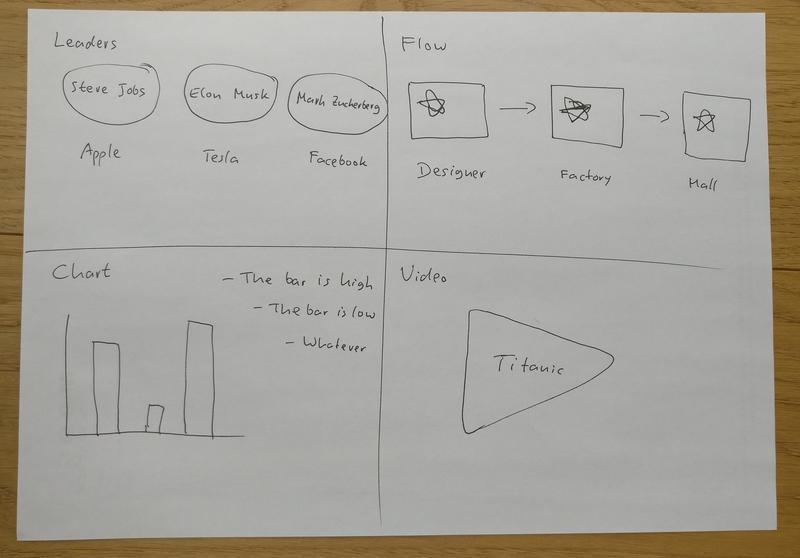 Leaders
Steve Jobs
Elon Musk
Mark Zuckerberg
Apple
Tesla
Facebook
Flow
Designer
Factory
Mall
Chart
- The bar is high
- The bar is low
- Whatever
Video
Titanic